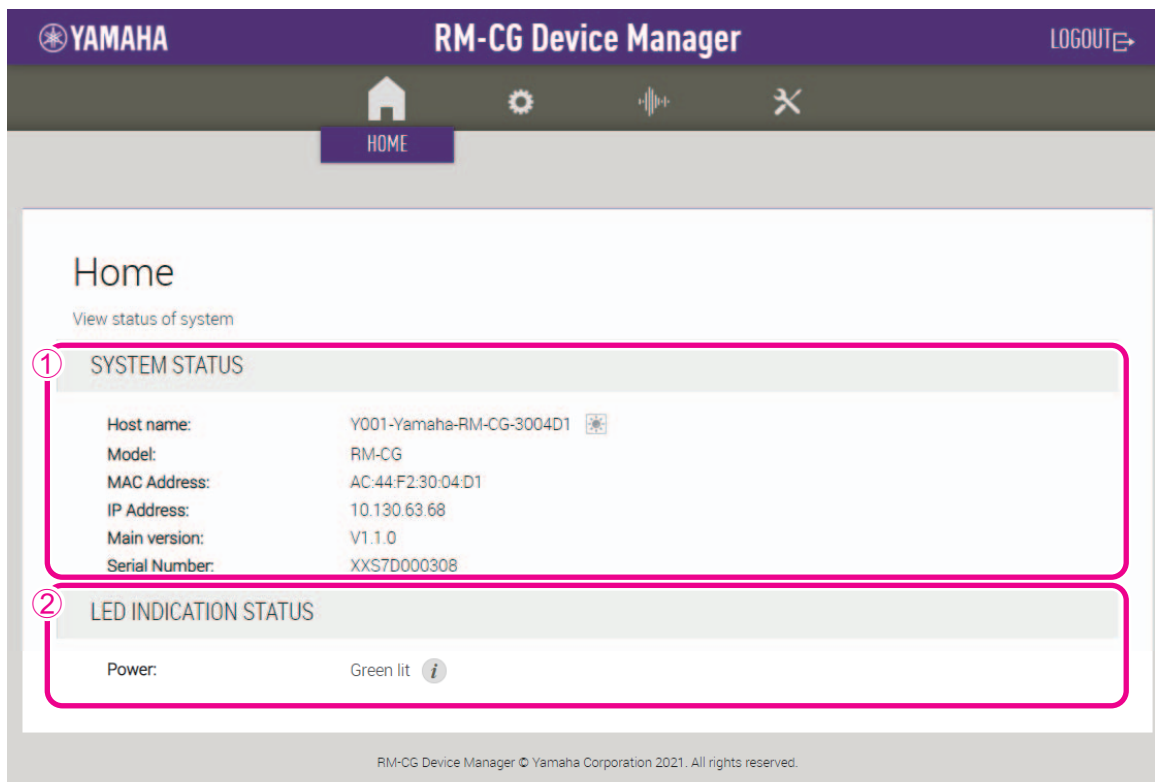 YAMAHA RM-CG Device Manager LOGOUT
HOME
Home
View status of system
① SYSTEM STATUS
Host name: Y001-Yamaha-RM-CG-3004D1
Model: RM-CG
MAC Address: AC:44:F2:30:04:D1
IP Address: 10.130.63.68
Main version: V1.1.0
Serial Number: XXS7D000308
② LED INDICATION STATUS
Power: Green lit i
RM-CG Device Manager © Yamaha Corporation 2021. All rights reserved.